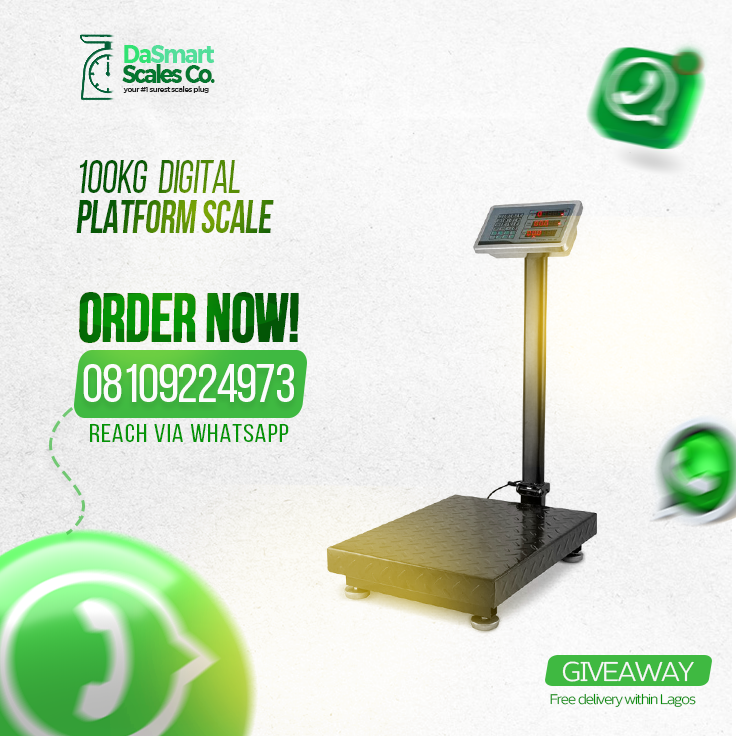 DaSmart
Scales Co.
your #1 surest scales plug
100KG DIGITAL
PLATFORM SCALE
ORDER NOW!
08109224973
REACH VIA WHATSAPP
GIVEAWAY
Free delivery within Lagos